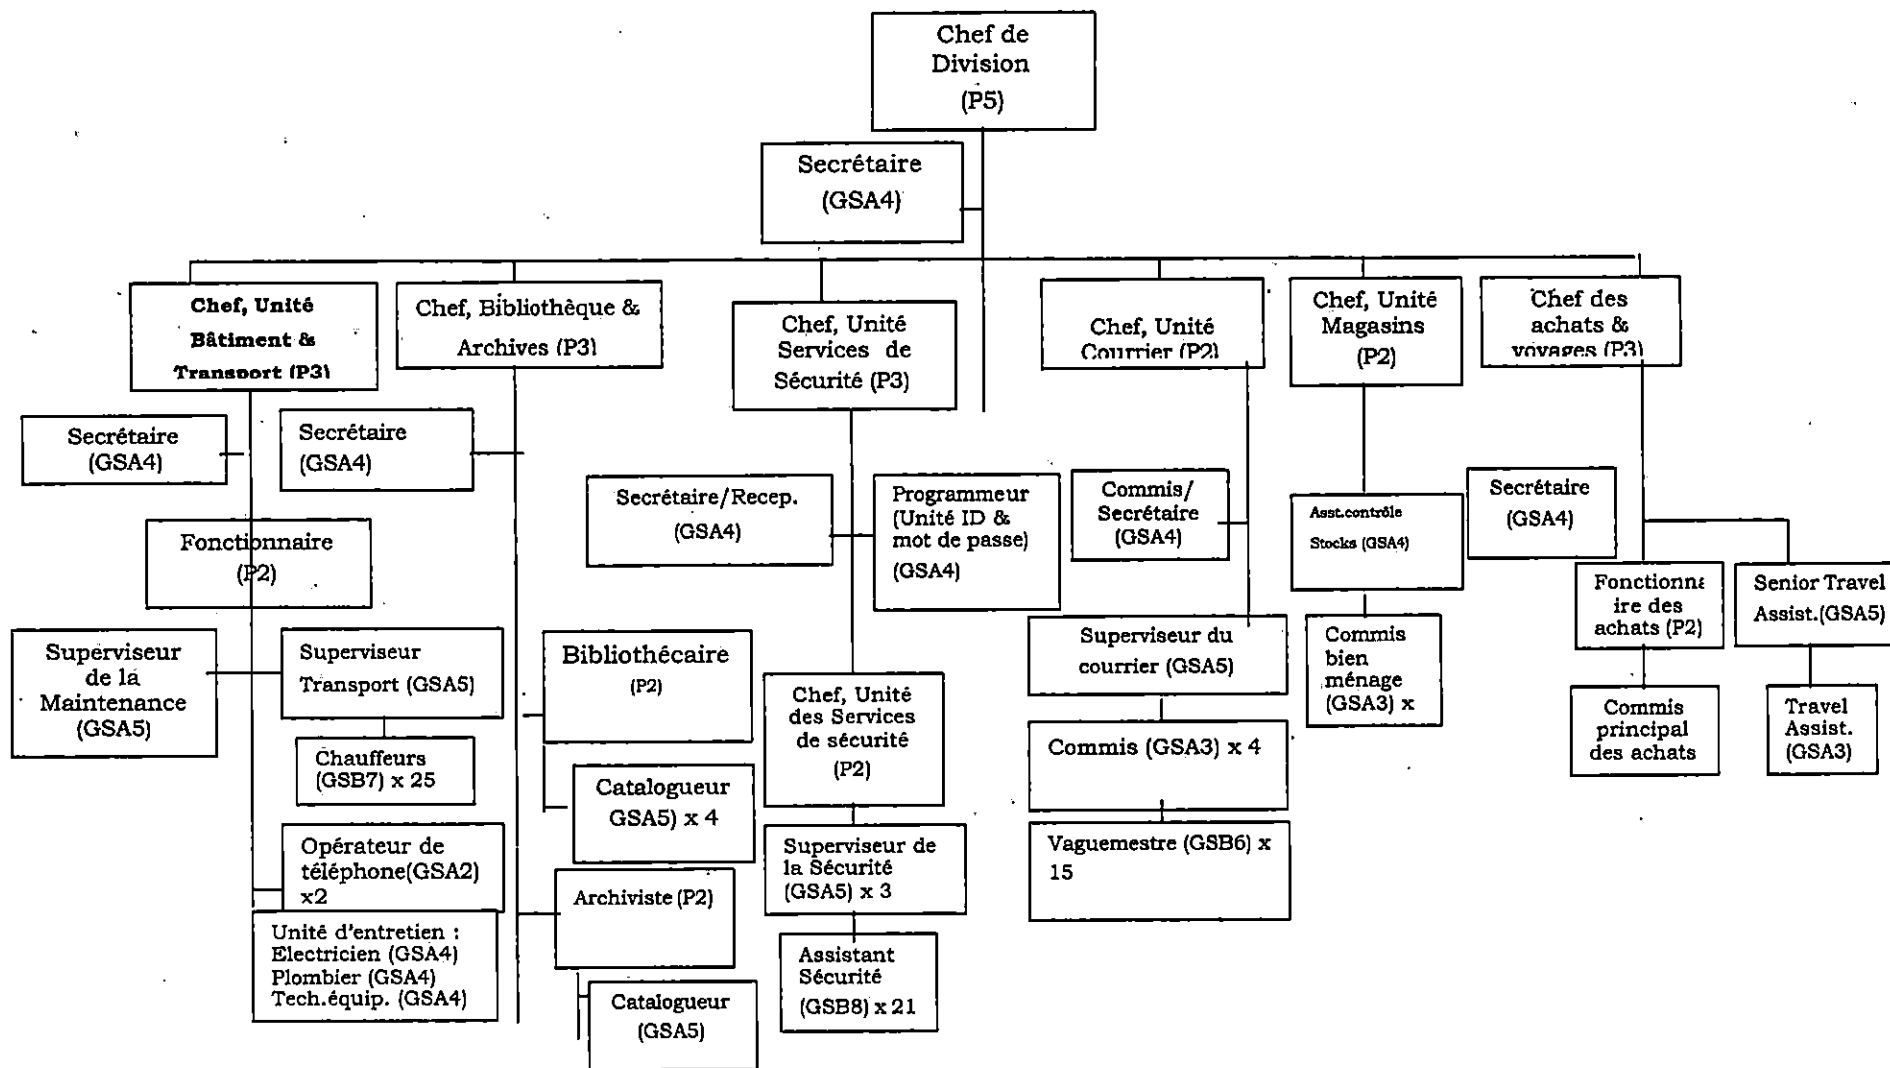 Chef de
Division
(P5)
Secrétaire
(GSA4)
Chef, Unité
Bâtiment &
Transport (P3)
Chef, Bibliothèque &
Archives (P3)
Chef, Unité
Services de
Sécurité (P3)
Chef, Unité
Courrier (P2)
Chef, Unité
Magasins
(P2)
Chef des
achats &
voyages (P3)
Secrétaire
(GSA4)
Secrétaire
(GSA4)
Secrétaire/Recep.
(GSA4)
Programmeur
(Unité ID &
mot de passe)
(GSA4)
Commis/
Secrétaire
(GSA4)
Asst.contrôle
Stocks (GSA4)
Secrétaire
(GSA4)
Fonctionnaire
(P2)
Fonctionna
ire des
achats (P2)
Senior Travel
Assist.(GSA5)
Superviseur
de la
Maintenance
(GSA5)
Superviseur
Transport (GSA5)
Bibliothécaire
(P2)
Chef, Unité
des Services
de sécurité
(P2)
Superviseur du
courrier (GSA5)
Commis
bien
ménage
(GSA3) x
Commis
principal
des achats
Travel
Assist.
(GSA3)
Chauffeurs
(GSB7) x 25
Commis (GSA3) x 4
Catalogueur
GSA5) x 4
Opérateur de
téléphone(GSA2)
x2
Superviseur de
la Sécurité
(GSA5) x 3
Vaguemestre (GSB6) x
15
Archiviste (P2)
Unité d'entretien :
Electricien (GSA4)
Plombier (GSA4)
Tech.équip. (GSA4)
Assistant
Sécurité
(GSB8) x 21
Catalogueur
(GSA5)